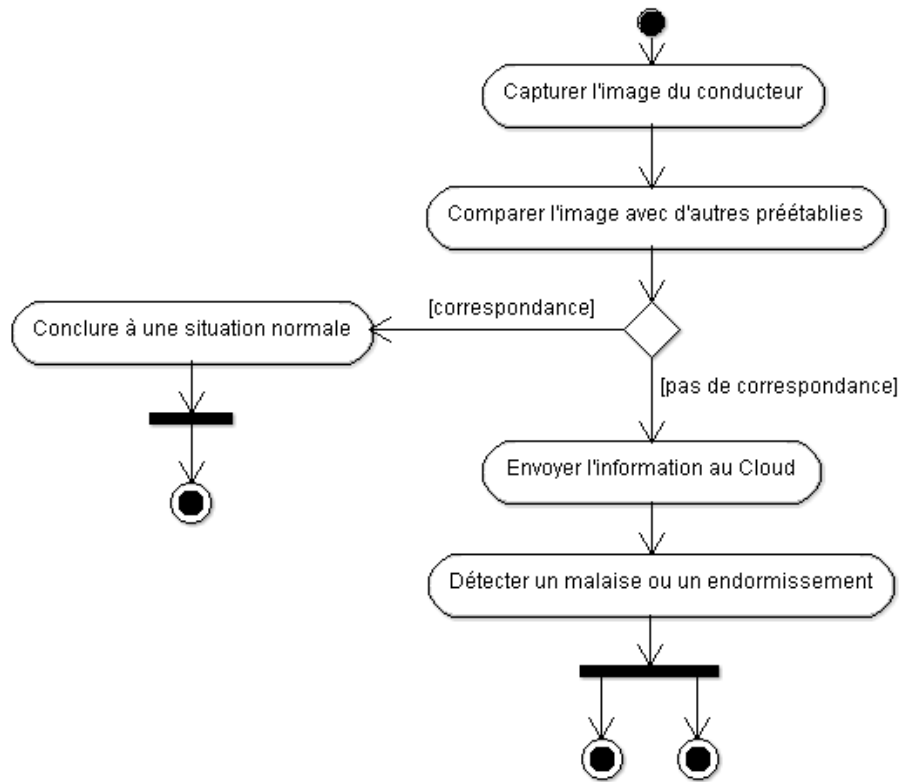 Capturer l'image du conducteur
Comparer l'image avec d'autres préétablies
[correspondance]
Conclure à une situation normale
[pas de correspondance]
Envoyer l'information au Cloud
Détecter un malaise ou un endormissement